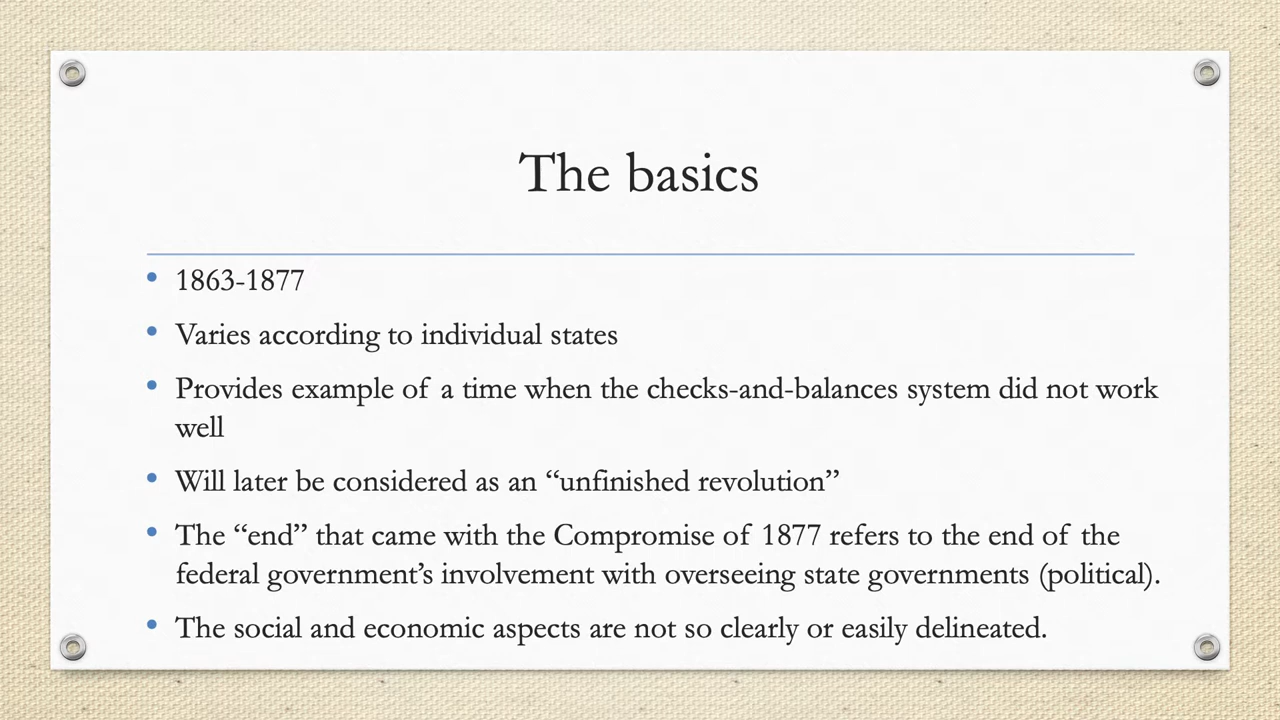 The basics
• 1863-1877
• Varies according to individual states
• Provides example of a time when the checks-and-balances system did not work
well
• Will later be considered as an “unfinished revolution”
• The “end” that came with the Compromise of 1877 refers to the end of the
federal government’s involvement with overseeing state governments (political).
• The social and economic aspects are not so clearly or easily delineated.